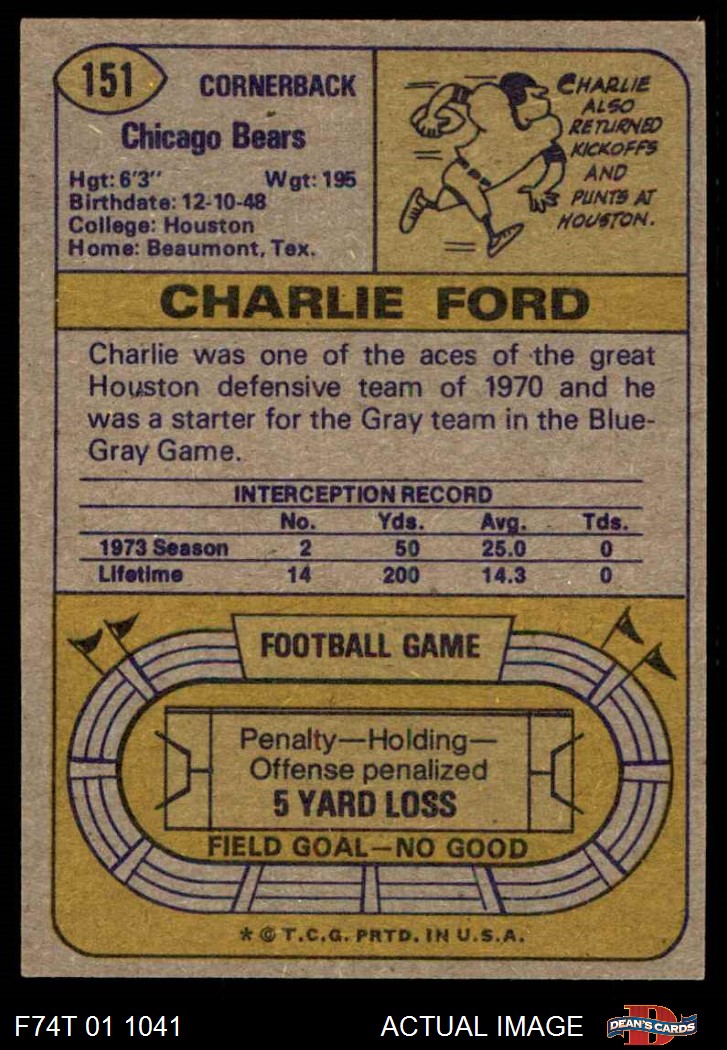 151
CORNERBACK
Chicago Bears
Hgt: 6'3" Wgt: 195
Birthdate: 12-10-48
College: Houston
Home: Beaumont, Tex.
CHARLIE
ALSO
RETURNED
KICKOFFS
AND
PUNTS AT
HOUSTON.
CHARLIE FORD
Charlie was one of the aces of the great
Houston defensive team of 1970 and he
was a starter for the Gray team in the Blue-
Gray Game.
INTERCEPTION RECORD
No. Yds. Avg. Tds.
1973 Season 2 50 25.0 0
Lifetime 14 200 14.3 0
FOOTBALL GAME
Penalty—Holding—
Offense penalized
5 YARD LOSS
FIELD GOAL—NO GOOD
* © T.C.G. PRTD. IN U.S.A.
F74T 01 1041 ACTUAL IMAGE
D
DEAN'S CARDS